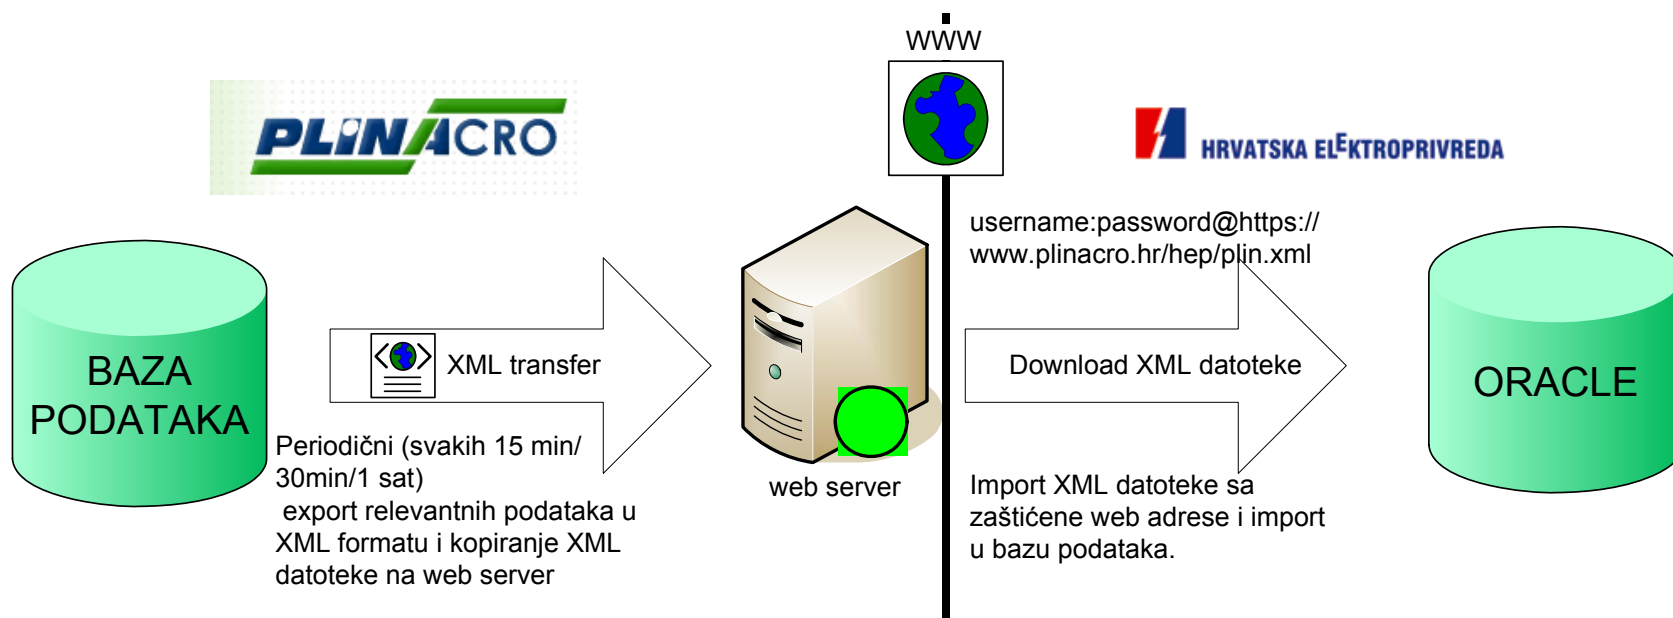 WWW
PLINACRO
HRVATSKA ELEKTROPRIVREDA
username:password@https://
www.plinacro.hr/hep/plin.xml
BAZA
PODATAKA
XML transfer
Periodični (svakih 15 min/
30min/1 sat)
export relevantnih podataka u
XML formatu i kopiranje XML
datoteke na web server
web server
Download XML datoteke
Import XML datoteke sa
zaštićene web adrese i import
u bazu podataka.
ORACLE